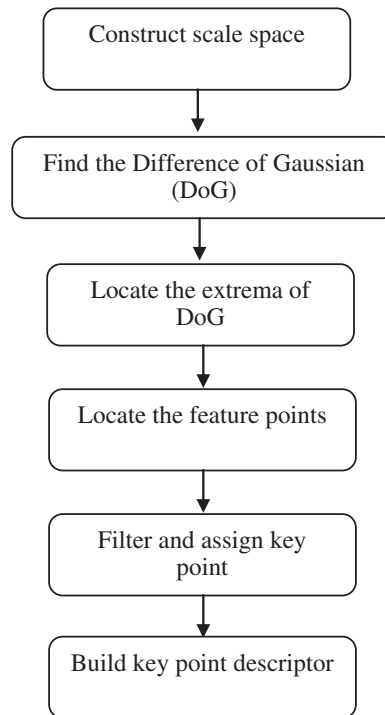 Construct scale space
Find the Difference of Gaussian
(DoG)
Locate the extrema of
DoG
Locate the feature points
Filter and assign key
point
Build key point descriptor